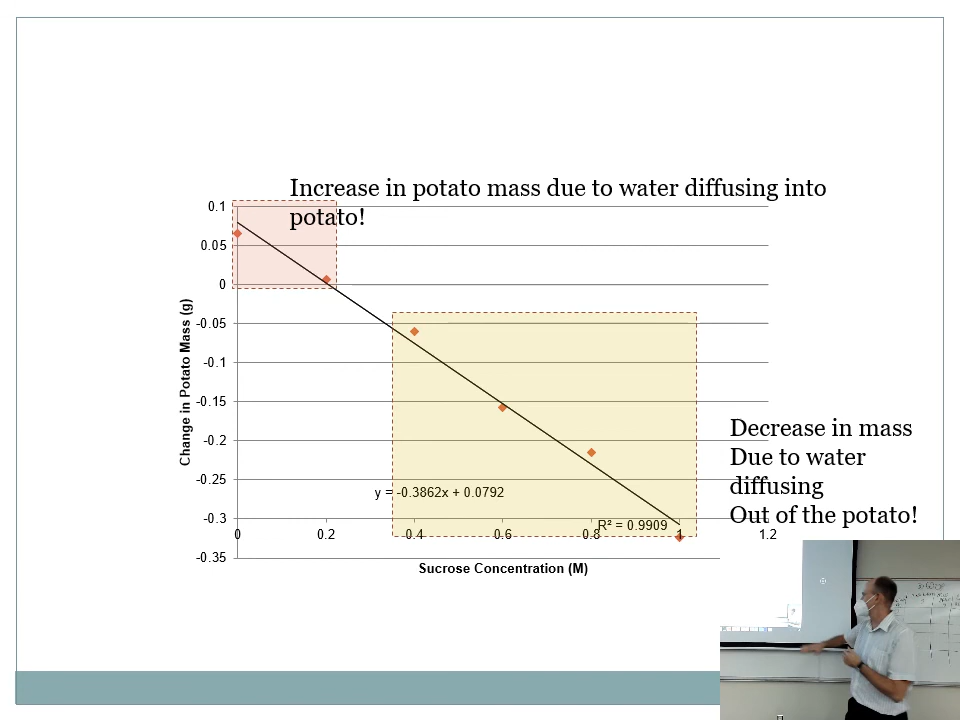 Increase in potato mass due to water diffusing into
potato!
0.1
0.05
0
-0.05
-0.1
-0.15
-0.2
-0.25
-0.3
-0.35
Change in Potato Mass (g)
y = -0.3862x + 0.0792
R² = 0.9909
0 0.2 0.4 0.6 0.8 1 1.2
Sucrose Concentration (M)
Decrease in mass
Due to water
diffusing
Out of the potato!